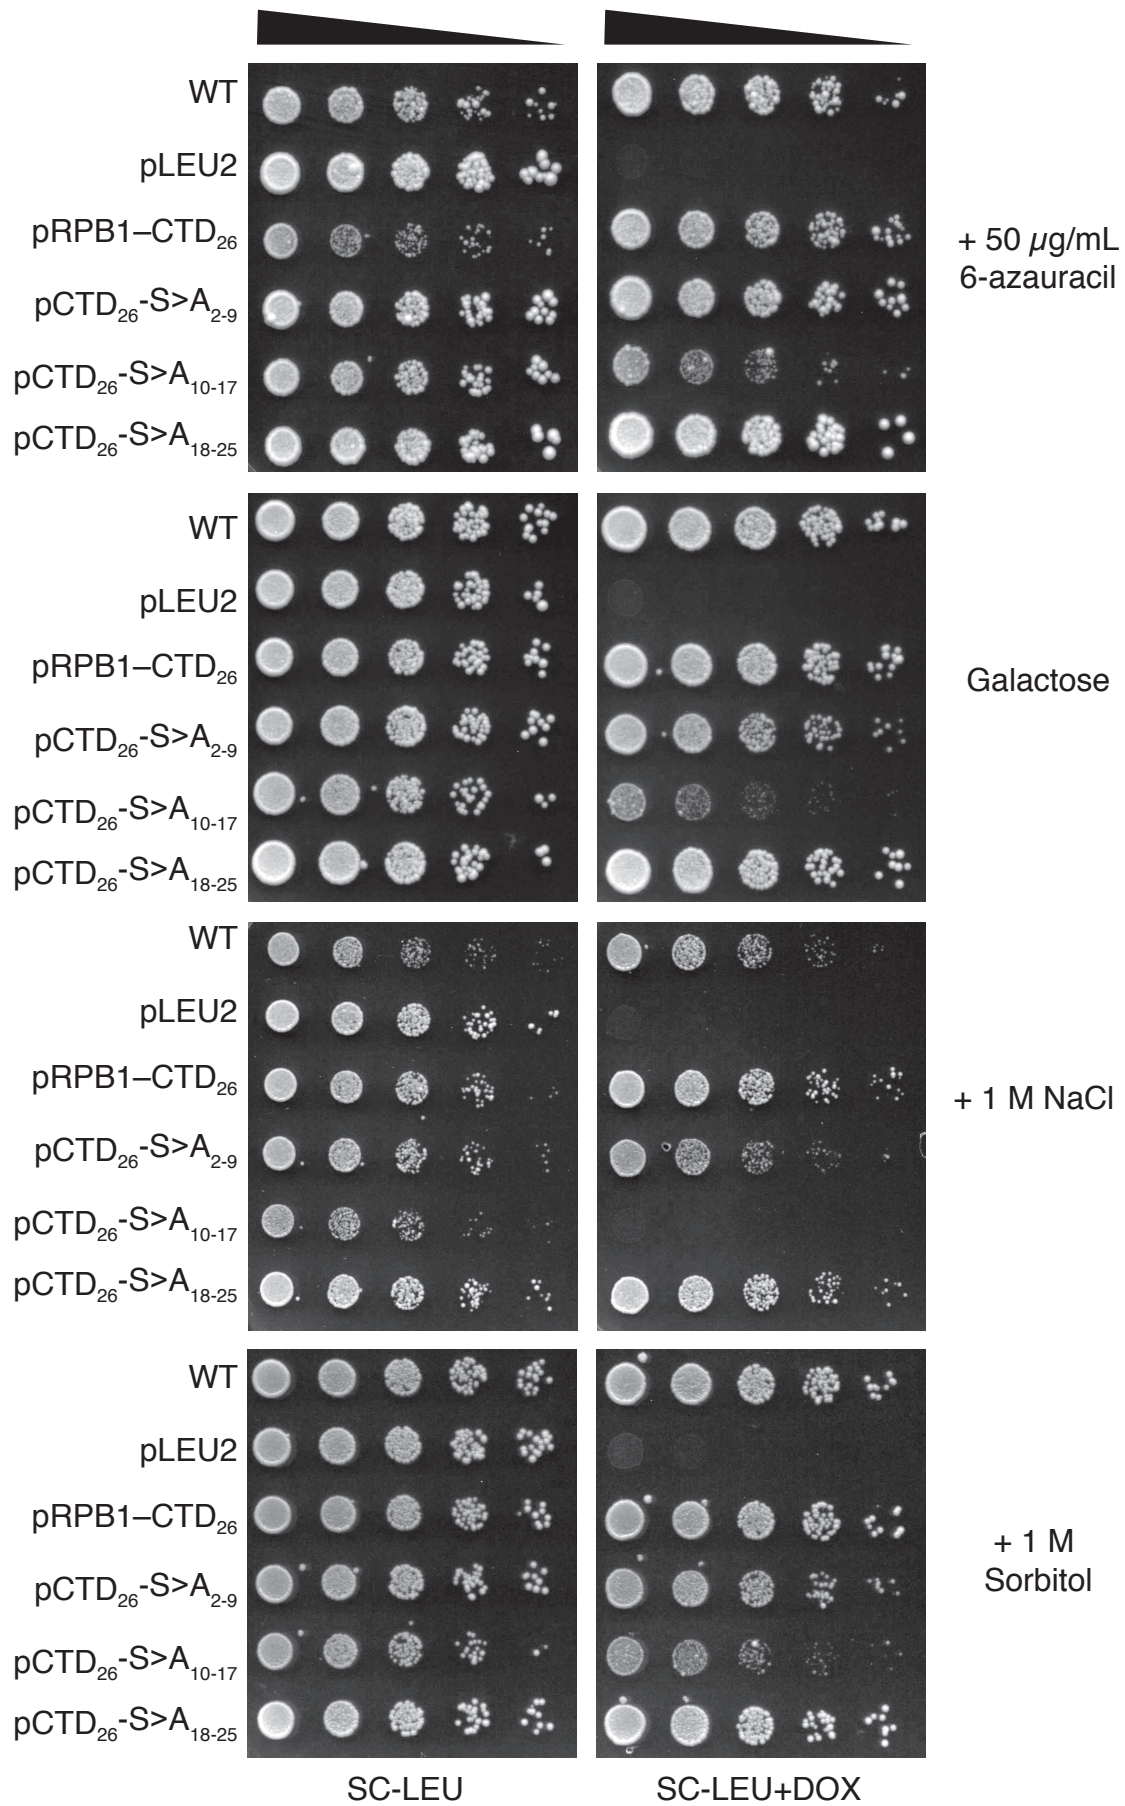 WT
pLEU2
pRPB1–CTD26
pCTD26-S>A2-9
pCTD26-S>A10-17
pCTD26-S>A18-25
+ 50 µg/mL
6-azauracil
WT
pLEU2
pRPB1–CTD26
pCTD26-S>A2-9
pCTD26-S>A10-17
pCTD26-S>A18-25
Galactose
WT
pLEU2
pRPB1–CTD26
pCTD26-S>A2-9
pCTD26-S>A10-17
pCTD26-S>A18-25
+ 1 M NaCl
WT
pLEU2
pRPB1–CTD26
pCTD26-S>A2-9
pCTD26-S>A10-17
pCTD26-S>A18-25
+ 1 M
Sorbitol
SC-LEU
SC-LEU+DOX